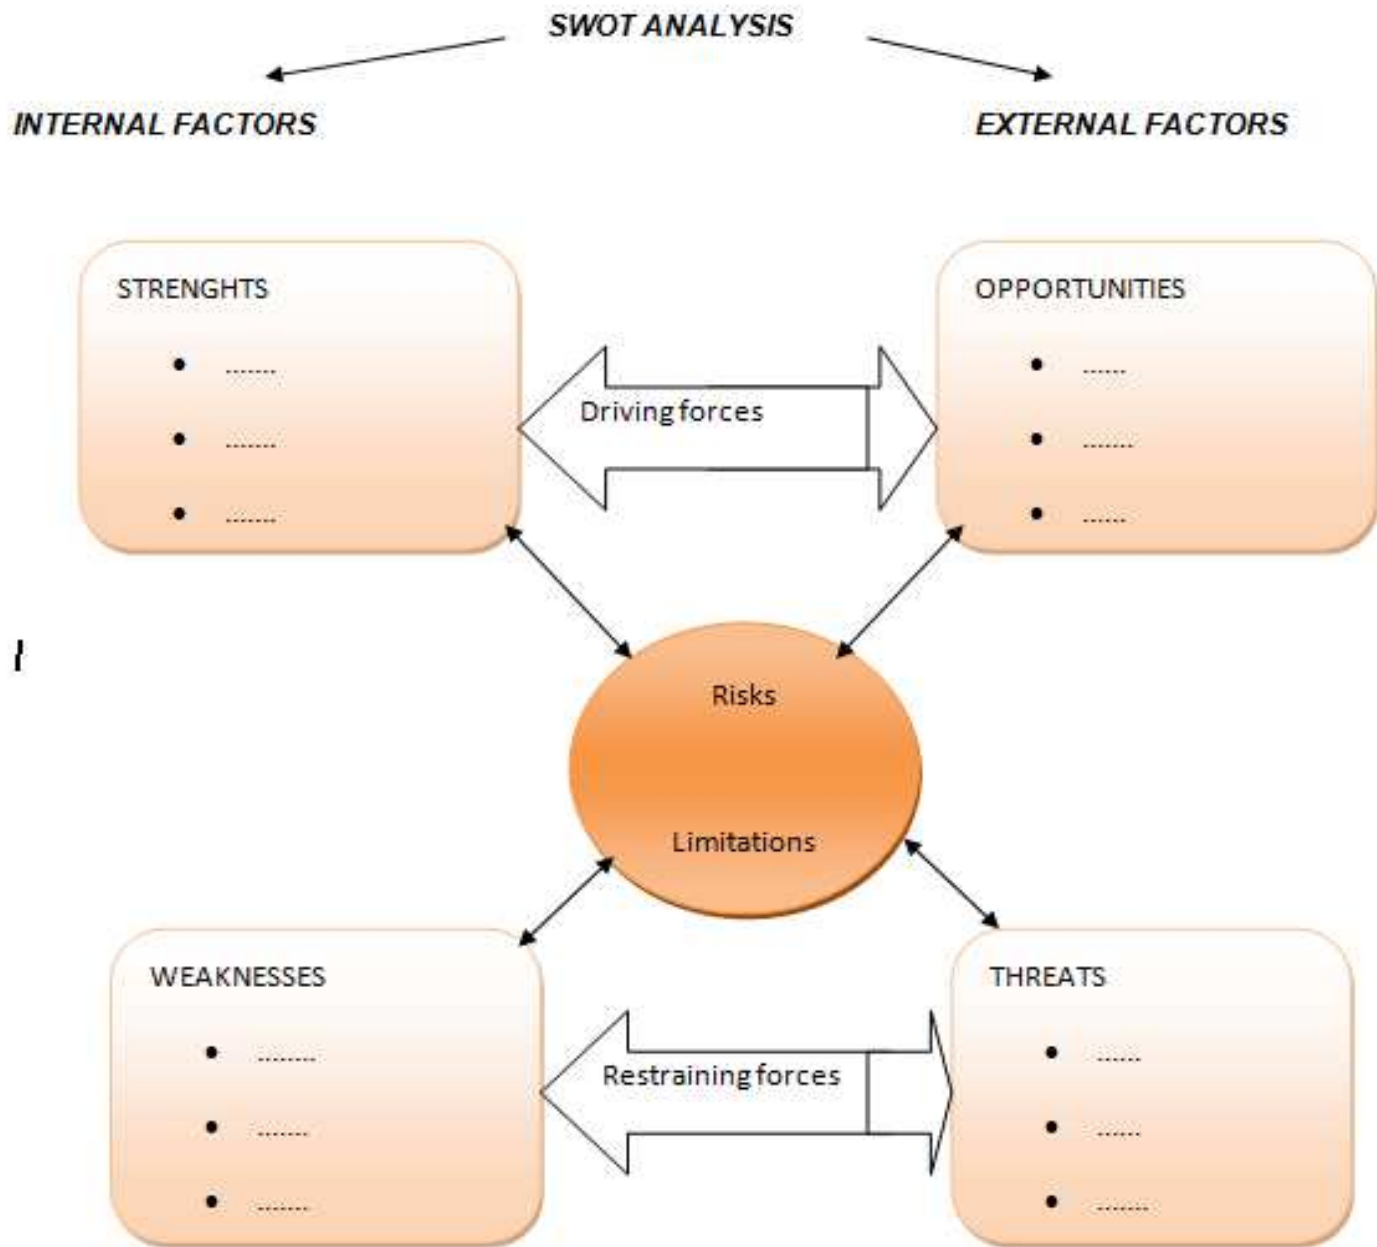 SWOT ANALYSIS
INTERNAL FACTORS
EXTERNAL FACTORS
STRENGHTS
• .......
• .......
• .......
OPPORTUNITIES
• ......
• .......
• ......
Driving forces
Risks
Limitations
WEAKNESSES
• ........
• .......
• .......
THREATS
• ......
• ......
• .......
Restraining forces